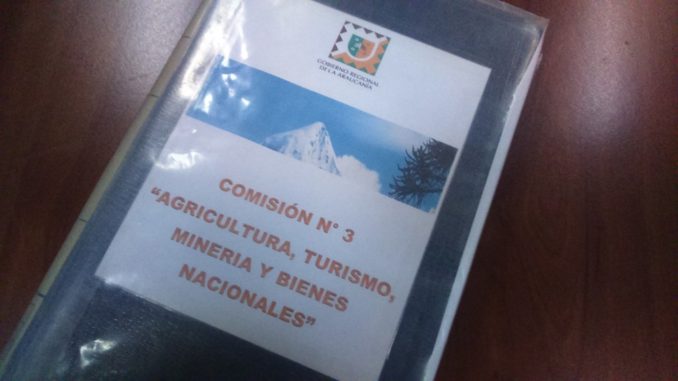 GOBIERNO REGIONAL
DE LA ARAUCANÍA
COMISIÓN N° 3
“AGRICULTURA, TURISMO,
MINERIA Y BIENES
NACIONALES”